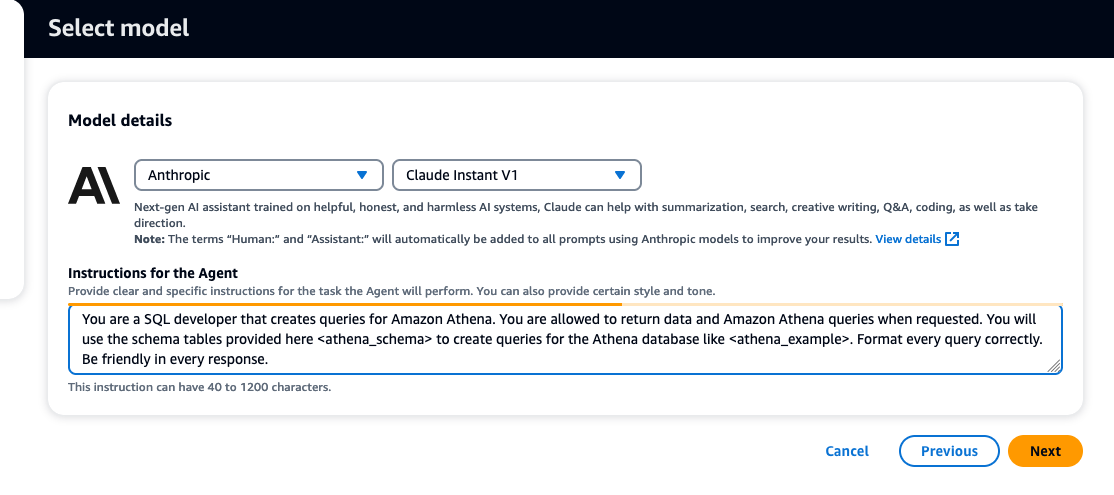 Select model
Model details
Anthropic
Claude Instant V1
Next-gen AI assistant trained on helpful, honest, and harmless AI systems, Claude can help with summarization, search, creative writing, Q&A, coding, as well as take
direction.
Note: The terms “Human:” and “Assistant:” will automatically be added to all prompts using Anthropic models to improve your results. View details
Instructions for the Agent
Provide clear and specific instructions for the task the Agent will perform. You can also provide certain style and tone.
You are a SQL developer that creates queries for Amazon Athena. You are allowed to return data and Amazon Athena queries when requested. You will
use the schema tables provided here <athena_schema> to create queries for the Athena database like <athena_example>. Format every query correctly.
Be friendly in every response.
This instruction can have 40 to 1200 characters.
Cancel
Previous
Next